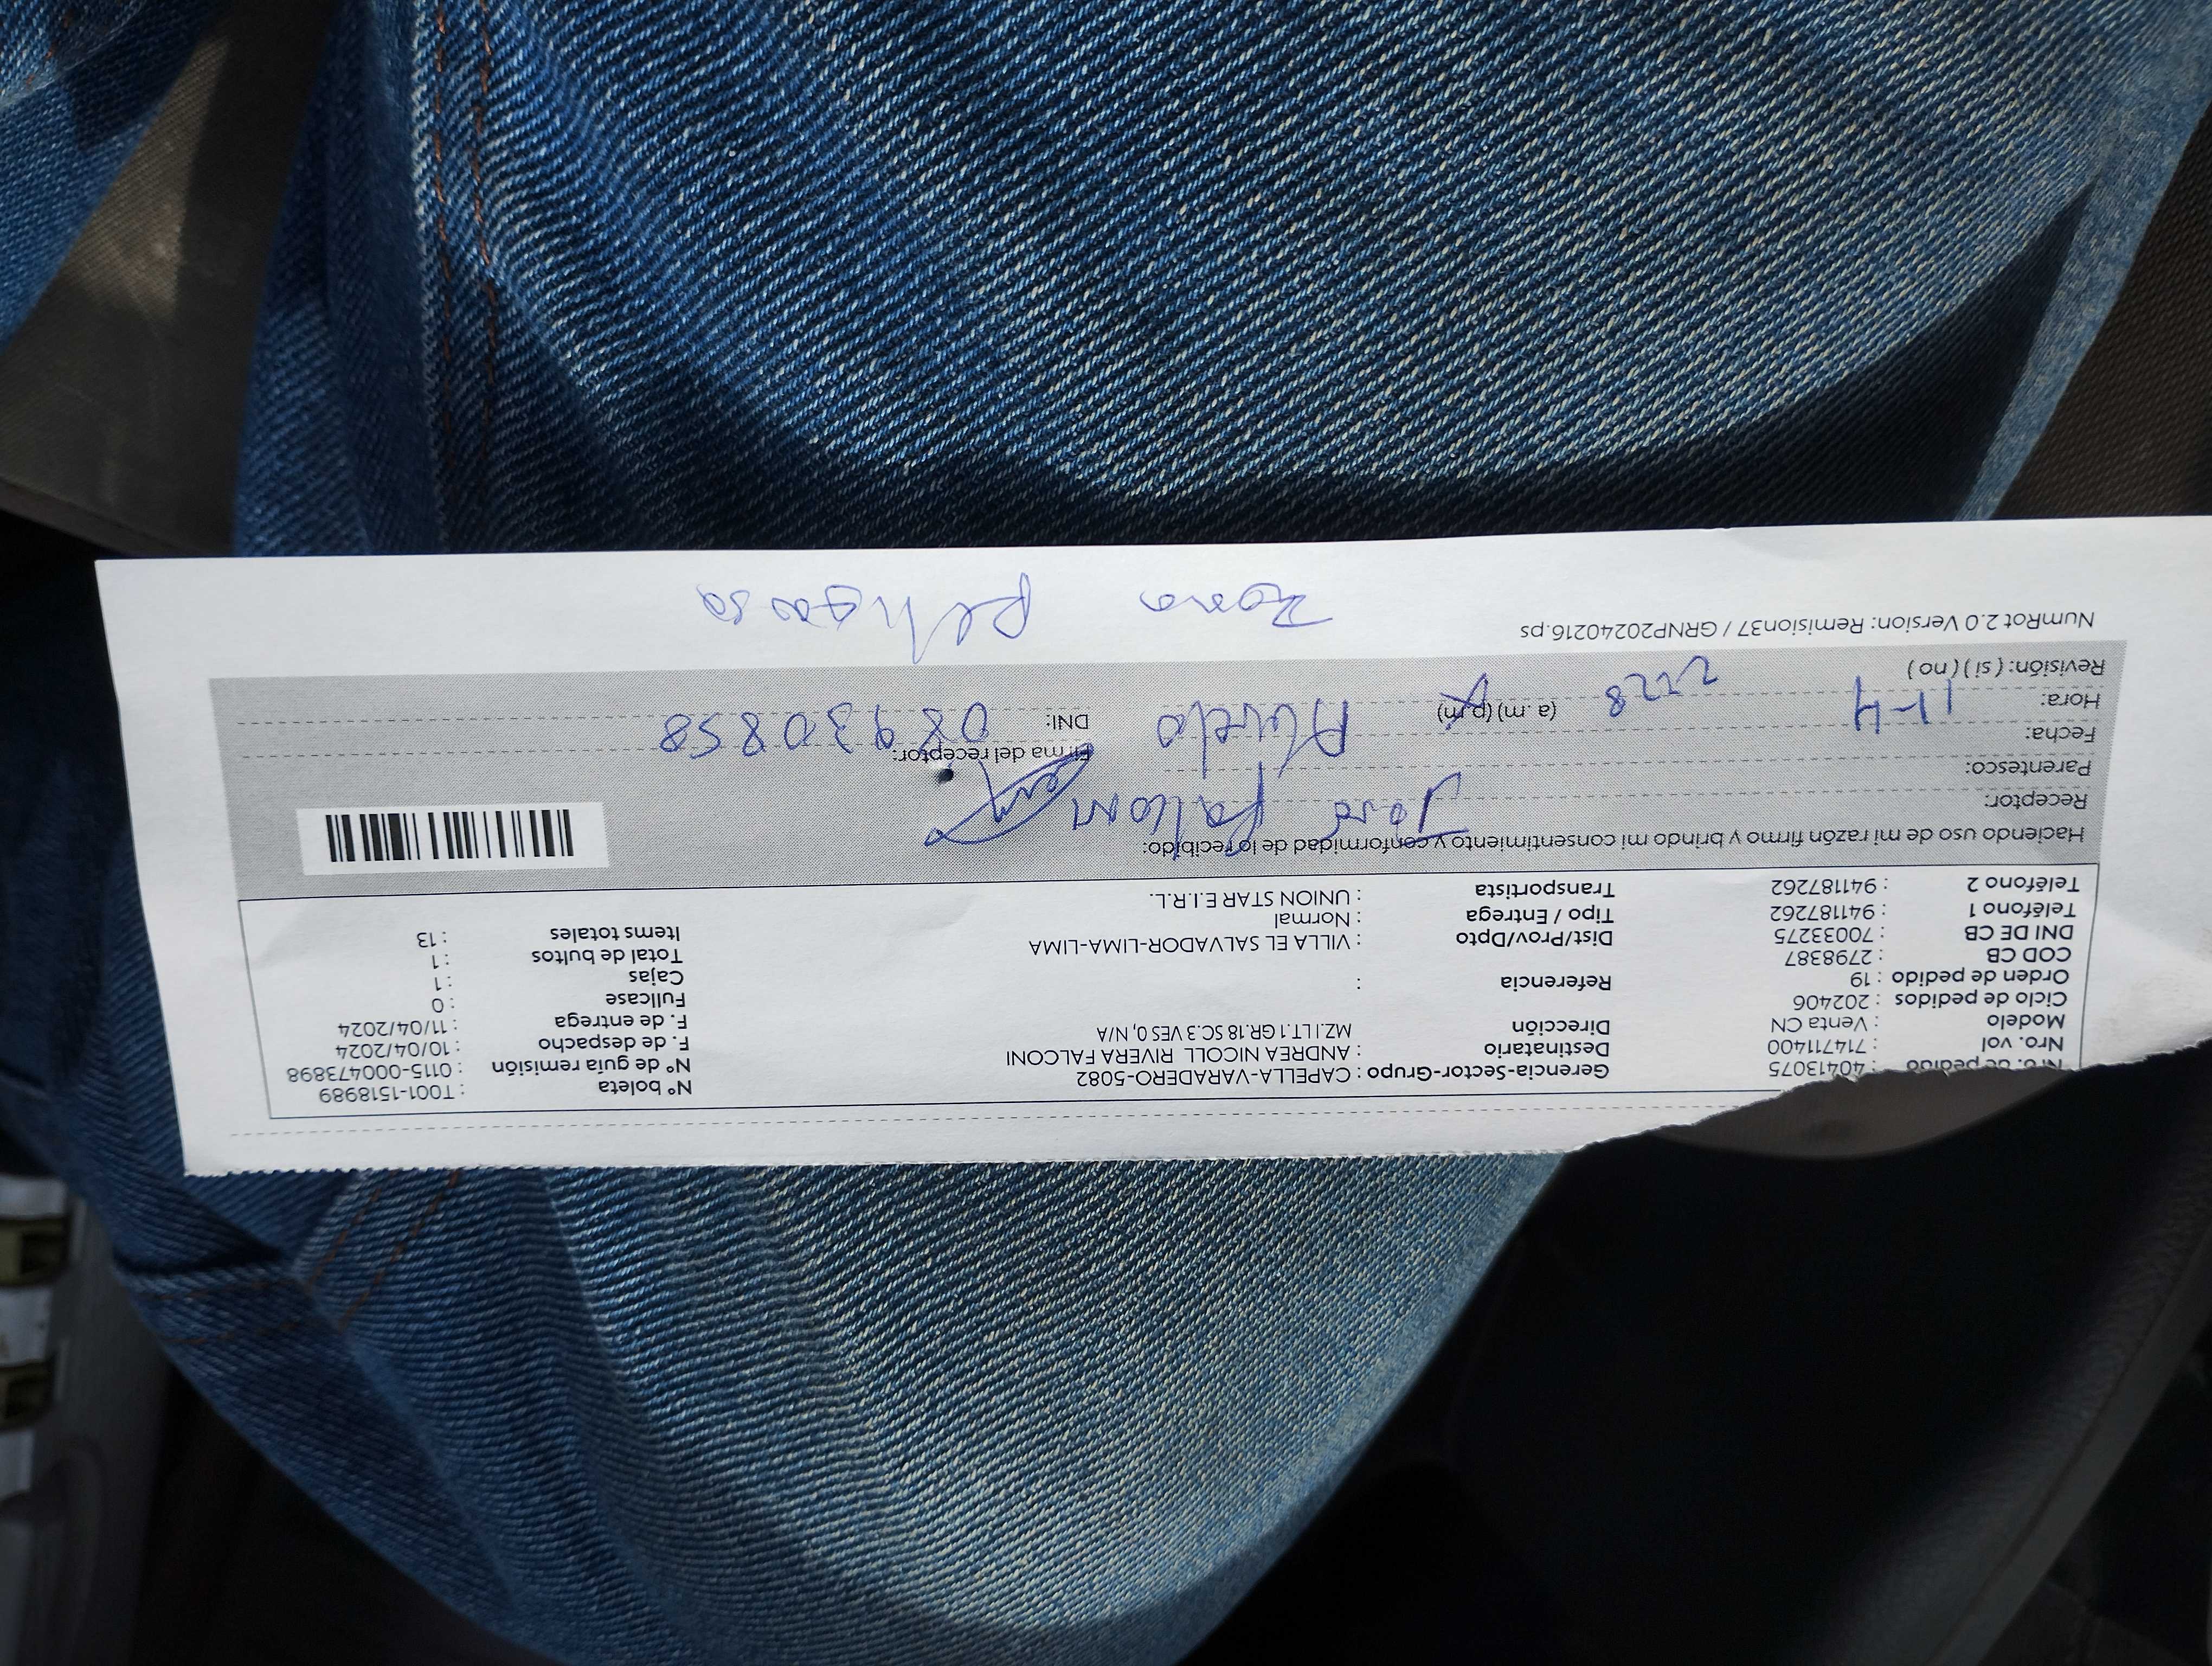 Nro. de pedido : 40413075
Nro. vol : 714711400
Modelo : Venta CN
Ciclo de pedidos : 202406
Orden de pedido : 19
COD CB : 2798387
DNI DE CB : 70033275
Teléfono 1 : 941187262
Teléfono 2 : 941187262
Gerencia-Sector-Grupo : CAPELLA-VARADERO-5082
Destinatario : ANDREA NICOLL RIVERA FALCONI
Dirección MZ.I LT.1 GR.18 SC.3 VES 0, N/A
Referencia :
Dist/Prov/Dpto : VILLA EL SALVADOR-LIMA-LIMA
Tipo / Entrega : Normal
Transportista : UNION STAR E.I.R.L.
N° boleta : T001-1518989
N° de guía remisión : 0115-000473898
F. de despacho : 10/04/2024
F. de entrega : 11/04/2024
Fullcase : 0
Cajas : 1
Total de bultos : 1
Items totales : 13
Haciendo uso de mi razón firmo y brindo mi consentimiento y conformidad de lo recibido:
Receptor: José Falconi
Parentesco: Abuelo
Fecha: 11-4
Hora: 2228 (a.m) (p.m)
Revisión: (si) (no)
Firma del receptor:
DNI: 08930858
NumRot 2.0 Version: Remision37 / GRNP20240216.ps
Zona peligrosa